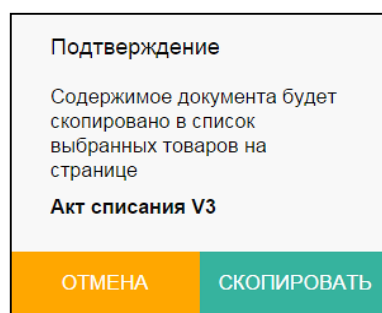 Подтверждение
Содержимое документа будет
скопировано в список
выбранных товаров на
странице
Акт списания V3
ОТМЕНА СКОПИРОВАТЬ